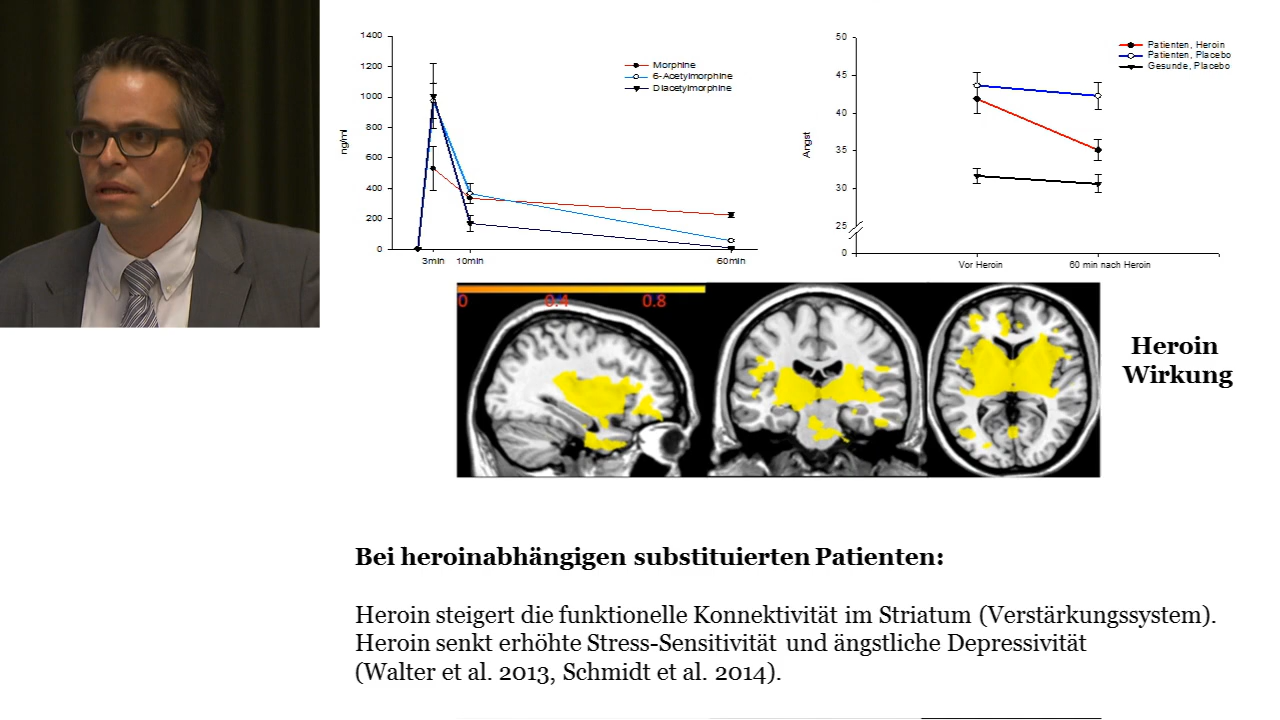 1400
1200
1000
800
600
400
200
0
ng/ml
3min 10min 60min
Morphine
6-Acetylmorphine
Diacetylmorphine
50
45
40
35
30
25
0
Angst
Vor Heroin 60 min nach Heroin
Patienten, Heroin
Patienten, Placebo
Gesunde, Placebo
0 0.4 0.8
Heroin
Wirkung
Bei heroinabhängigen substituierten Patienten:
Heroin steigert die funktionelle Konnektivität im Striatum (Verstärkungssystem).
Heroin senkt erhöhte Stress-Sensitivität und ängstliche Depressivität
(Walter et al. 2013, Schmidt et al. 2014).